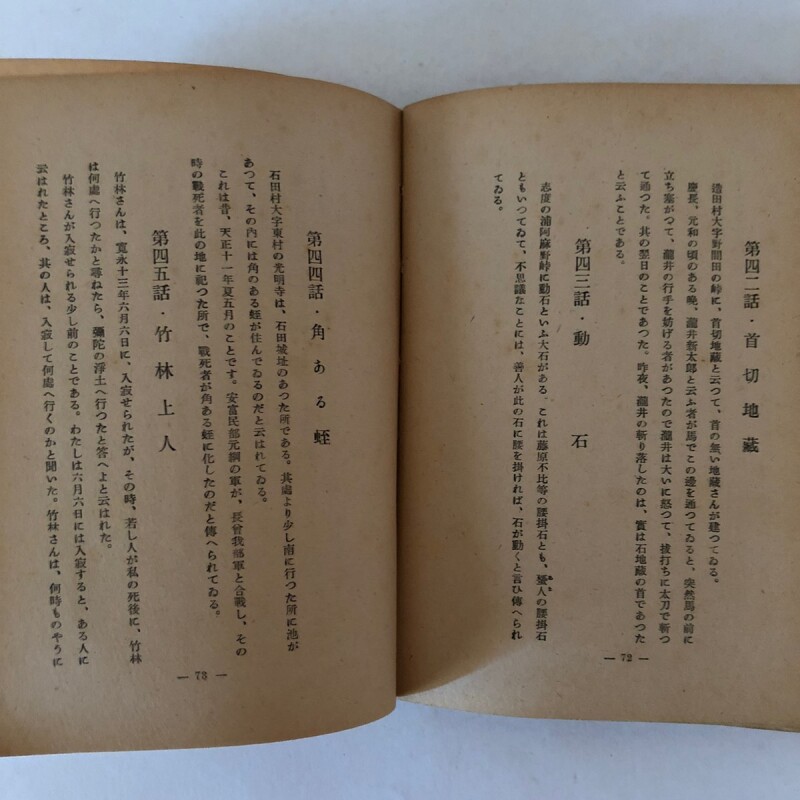 第四二話・首切地蔵
造田村大字野間田の峠に、首切地蔵と云つて、首の無い地蔵さんが建つてゐる。
慶長、元和の頃のある晩、瀧井新太郎と云ふ者が馬でこの邊を通つてゐると、突然馬の前に
立ち塞がつて、瀧井の行手を妨げる者があつたので瀧井は大いに怒つて、抜打ちに太刀で斬つ
て通つた。其の翌日のことであつた。昨夜、瀧井の斬り落したのは、實は石地蔵の首であつた
と云ふことである。
第四三話・動石
志度の浦阿麻野峠に動石といふ大石がある。これは藤原不比等の腰掛石とも、蜑人の腰掛石
ともいつてゐて、不思議なことには、善人が此の石に腰を掛ければ、石が動くと言ひ傳へられ
てゐる。
— 72 —
第四四話・角ある蛭
石田村大字東村の光明寺は、石田城址のあつた所である。其處より少し南に行つた所に池が
あつて、その内には角のある蛭が住んでゐるのだと云はれてゐる。
これは昔、天正十一年夏五月のことです。安富民部元綱の軍が、長曾我部軍と合戰し、その
時の戰死者を此の地に祀つた所で、戰死者が角ある蛭に化したのだと傳へられてゐる。
第四五話・竹林上人
竹林さんは、寛永十三年六月六日に、入寂せられたが、その時、若し人が私の死後に、竹林
は何處へ行つたかと尋ねたら、彌陀の淨土へ行つたと答へよと云はれた。
竹林さんが入寂せられる少し前のことである。わたしは六月六日には入寂すると、ある人に
云はれたところ、其の人は、入寂して何處へ行くのかと聞いた。竹林さんは、何時ものやうに
— 73 —